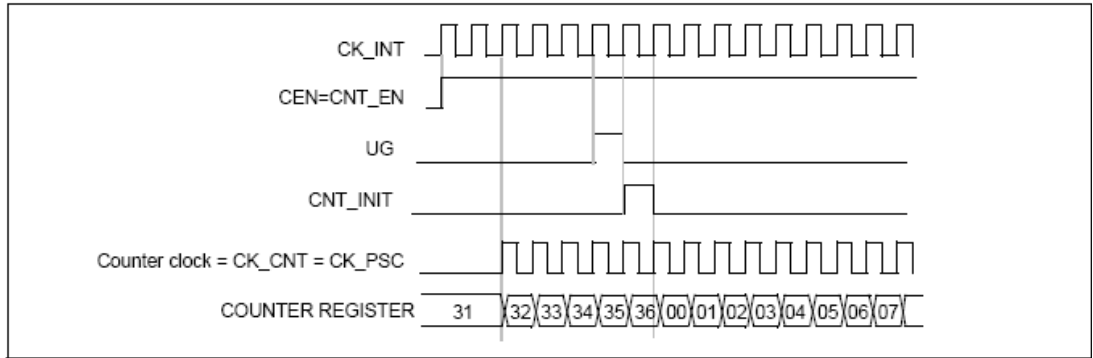 CK_INT
CEN=CNT_EN
UG
CNT_INIT
Counter clock = CK_CNT = CK_PSC
COUNTER REGISTER 31 32 33 34 35 36 00 01 02 03 04 05 06 07